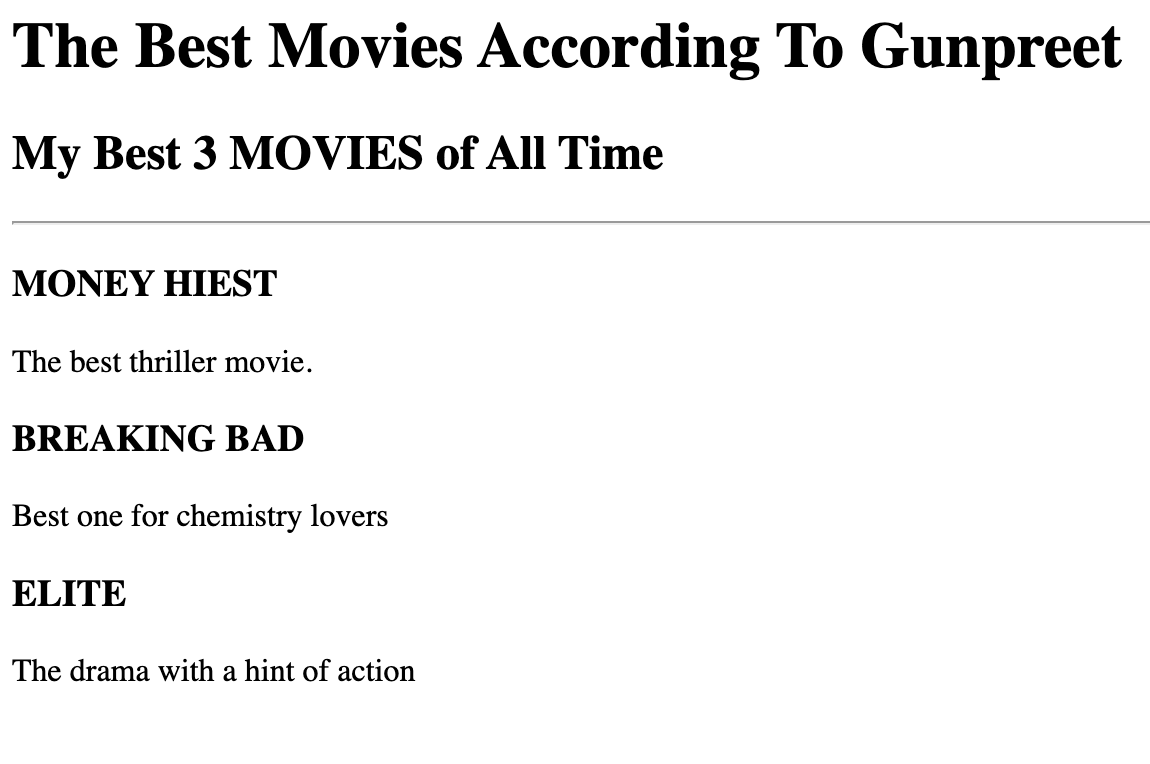 The Best Movies According To Gunpreet
My Best 3 MOVIES of All Time
MONEY HIEST
The best thriller movie.
BREAKING BAD
Best one for chemistry lovers
ELITE
The drama with a hint of action